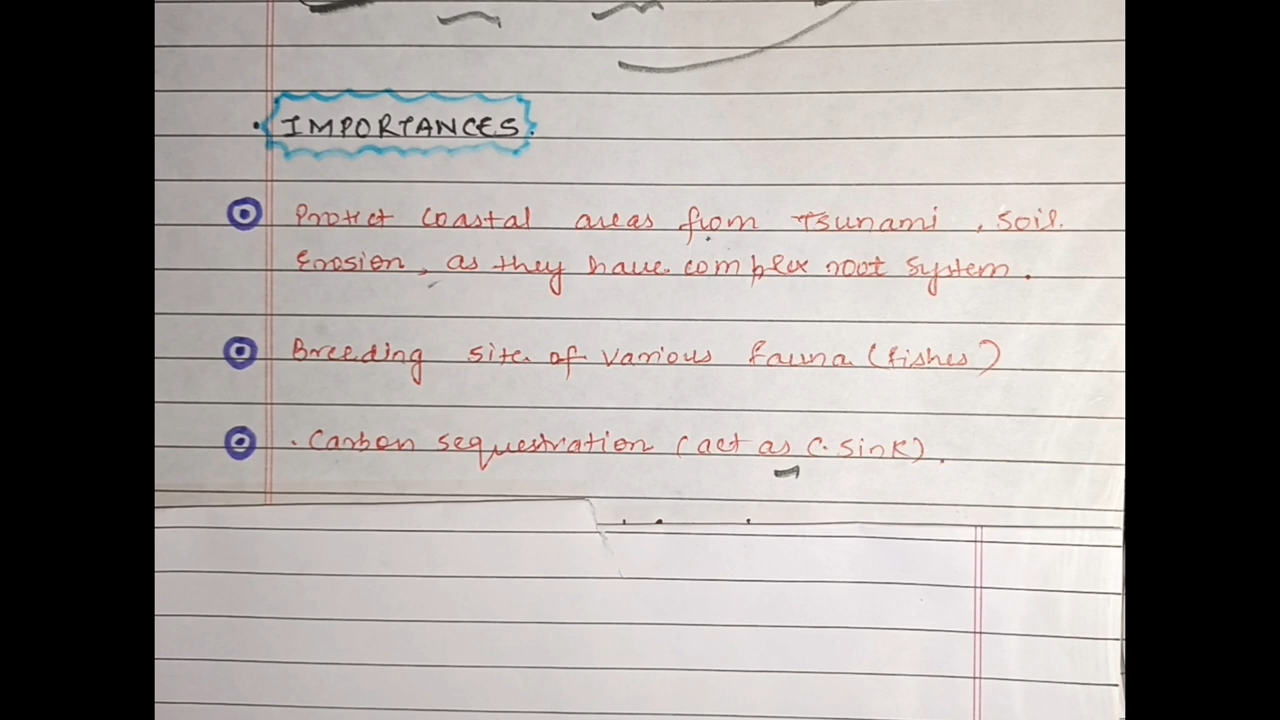 · IMPORTANCES.
Protect coastal areas from Tsunami, soil
Erosion, as they have complex root system.
Breeding site of various fauna (fishes)
· Carbon sequestration (act as C. sink).